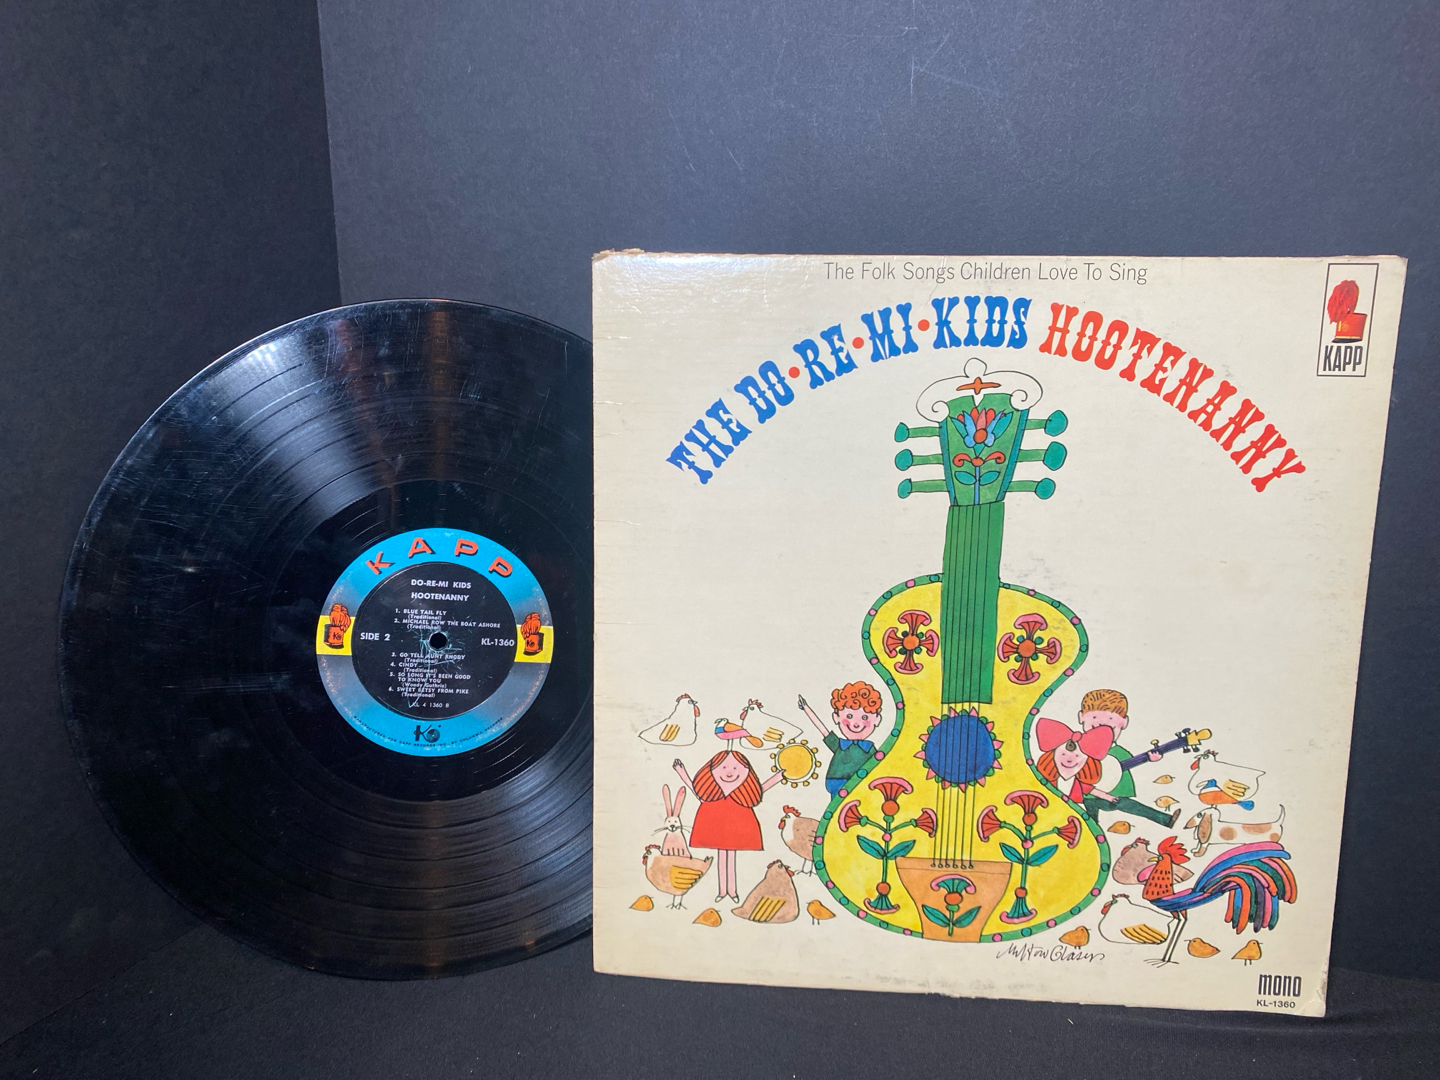 The Folk Songs Children Love To Sing
THE DO•RE•MI•KIDS HOOTENANNY
KAPP
Milton Glaser
mono
KL-1360
KAPP
DO-RE-MI KIDS
HOOTENANNY
1. BLUE TAIL FLY
(Traditional)
2. MICHAEL ROW THE BOAT ASHORE
(Traditional)
SIDE 2
KL-1360
3. GO TELL AUNT RHODY
(Traditional)
4. CINDY
(Traditional)
5. SO LONG IT'S BEEN GOOD
TO KNOW YOU
(Woody Guthrie)
6. SWEET BETSY FROM PIKE
(Traditional)
KL 4 1360 B